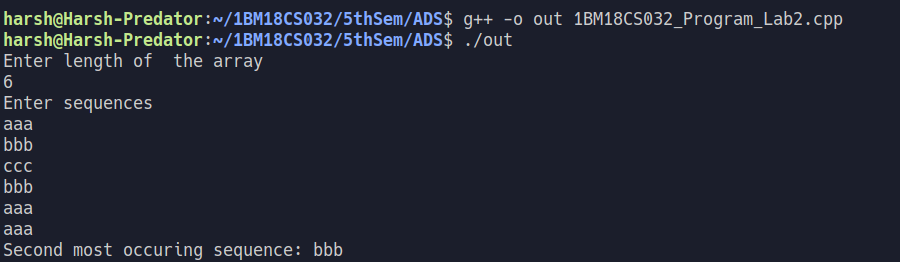 harsh@Harsh-Predator:~/1BM18CS032/5thSem/ADS$ g++ -o out 1BM18CS032_Program_Lab2.cpp
harsh@Harsh-Predator:~/1BM18CS032/5thSem/ADS$ ./out
Enter length of  the array
6
Enter sequences
aaa
bbb
ccc
bbb
aaa
aaa
Second most occuring sequence: bbb